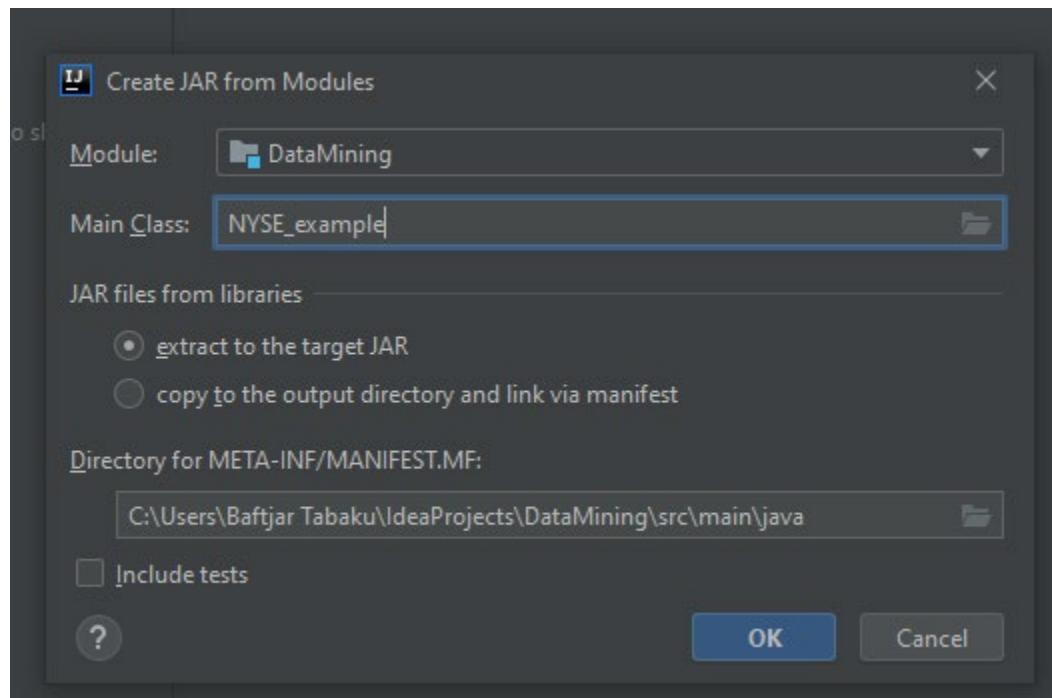 IJ Create JAR from Modules
o sl
Module: DataMining
Main Class: NYSE_example
JAR files from libraries
extract to the target JAR
copy to the output directory and link via manifest
Directory for META-INF/MANIFEST.MF:
C:\Users\Baftjar Tabaku\IdeaProjects\DataMining\src\main\java
Include tests
? OK Cancel